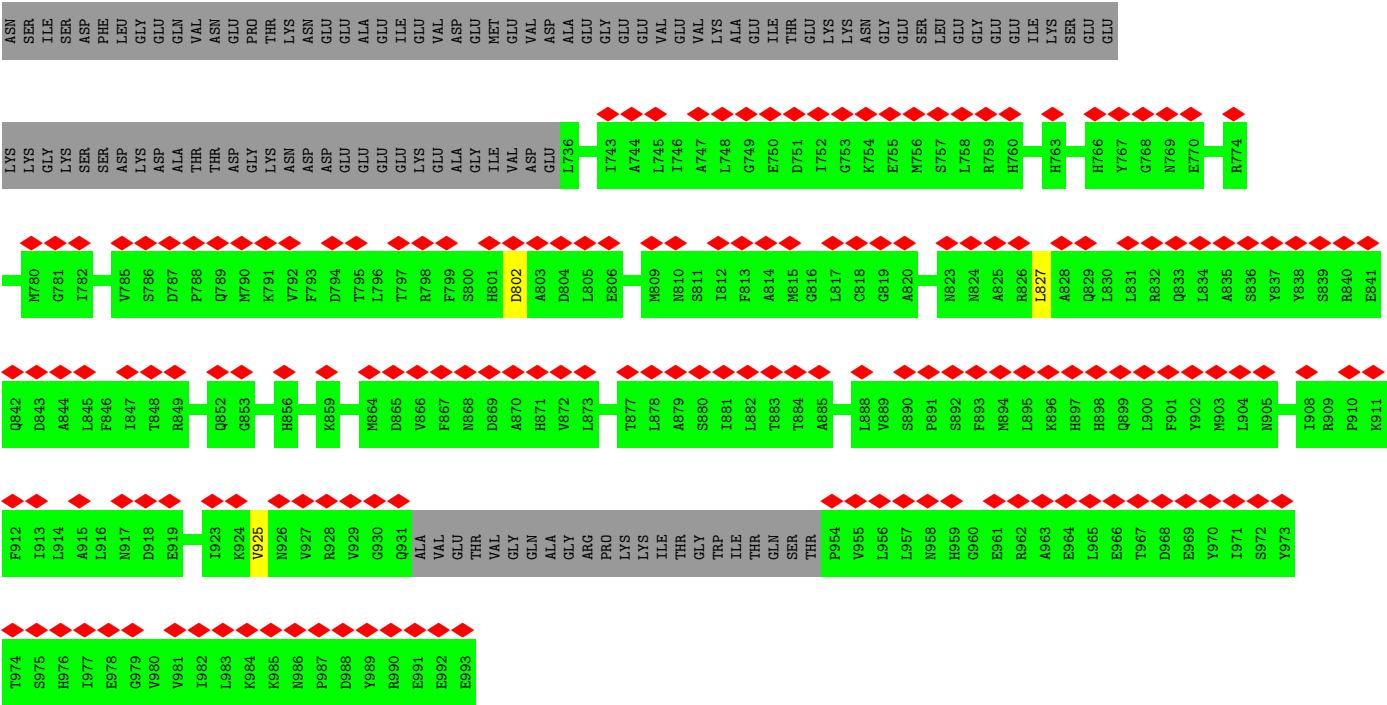 ASN SER ILE SER ASP PHE LEU GLY GLU GLN VAL ASN GLU PRO THR LYS ASN GLU GLU ALA GLU ILE GLU VAL ASP GLU MET GLU VAL ASP ALA GLU GLY GLU GLU VAL GLU VAL LYS ALA GLU ILE THR GLU LYS LYS ASN GLY GLU SER LEU GLU GLY GLU GLU ILE LYS SER GLU GLU
LYS LYS GLY LYS SER SER ASP LYS ASP ALA THR THR ASP GLY LYS ASN ASP ASP GLU GLU GLU GLU LYS GLU ALA GLY ILE VAL ASP GLU L736 I743 A744 L745 I746 A747 L748 G749 E750 D751 I752 G753 K754 E755 M756 S757 L758 R759 H760 H763 H766 Y767 G768 N769 E770 R774
M780 G781 I782 V785 S786 D787 P788 Q789 M790 K791 V792 F793 D794 T795 L796 T797 R798 F799 S800 H801 D802 A803 D804 L805 E806 M809 N810 S811 I812 F813 A814 M815 G816 L817 C818 G819 A820 N823 N824 A825 R826 L827 A828 Q829 L830 L831 R832 Q833 L834 A835 S836 Y837 Y838 S839 R840 E841
Q842 D843 A844 L845 F846 I847 T848 R849 Q852 G853 H856 K859 M864 D865 V866 F867 N868 D869 A870 H871 V872 L873 T877 L878 A879 S880 I881 L882 T883 T884 A885 L888 V889 S890 P891 S892 F893 M894 L895 K896 H897 H898 Q899 L900 F901 Y902 M903 L904 N905 I908 R909 P910 K911
F912 I913 L914 A915 L916 N917 D918 E919 I923 K924 V925 N926 V927 R928 V929 G930 Q931 ALA VAL GLU THR VAL GLY GLN ALA GLY ARG PRO LYS LYS ILE THR GLY TRP ILE THR GLN SER THR P954 V955 L956 L957 N958 H959 G960 E961 R962 A963 E964 L965 E966 T967 D968 E969 Y970 I971 S972 Y973
T974 S975 H976 I977 E978 G979 V980 V981 I982 L983 K984 K985 N986 P987 D988 Y989 R990 E991 E992 E993